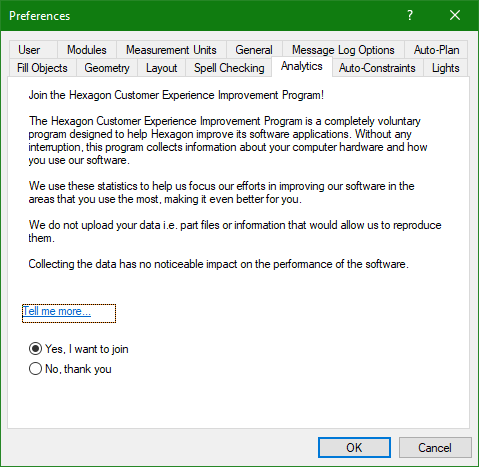 Preferences
?
User Modules Measurement Units General Message Log Options Auto-Plan
Fill Objects Geometry Layout Spell Checking Analytics Auto-Constraints Lights
Join the Hexagon Customer Experience Improvement Program!
The Hexagon Customer Experience Improvement Program is a completely voluntary
program designed to help Hexagon improve its software applications. Without any
interruption, this program collects information about your computer hardware and how
you use our software.
We use these statistics to help us focus our efforts in improving our software in the
areas that you use the most, making it even better for you.
We do not upload your data i.e. part files or information that would allow us to reproduce
them.
Collecting the data has no noticeable impact on the performance of the software.
Tell me more...
Yes, I want to join
No, thank you
OK Cancel